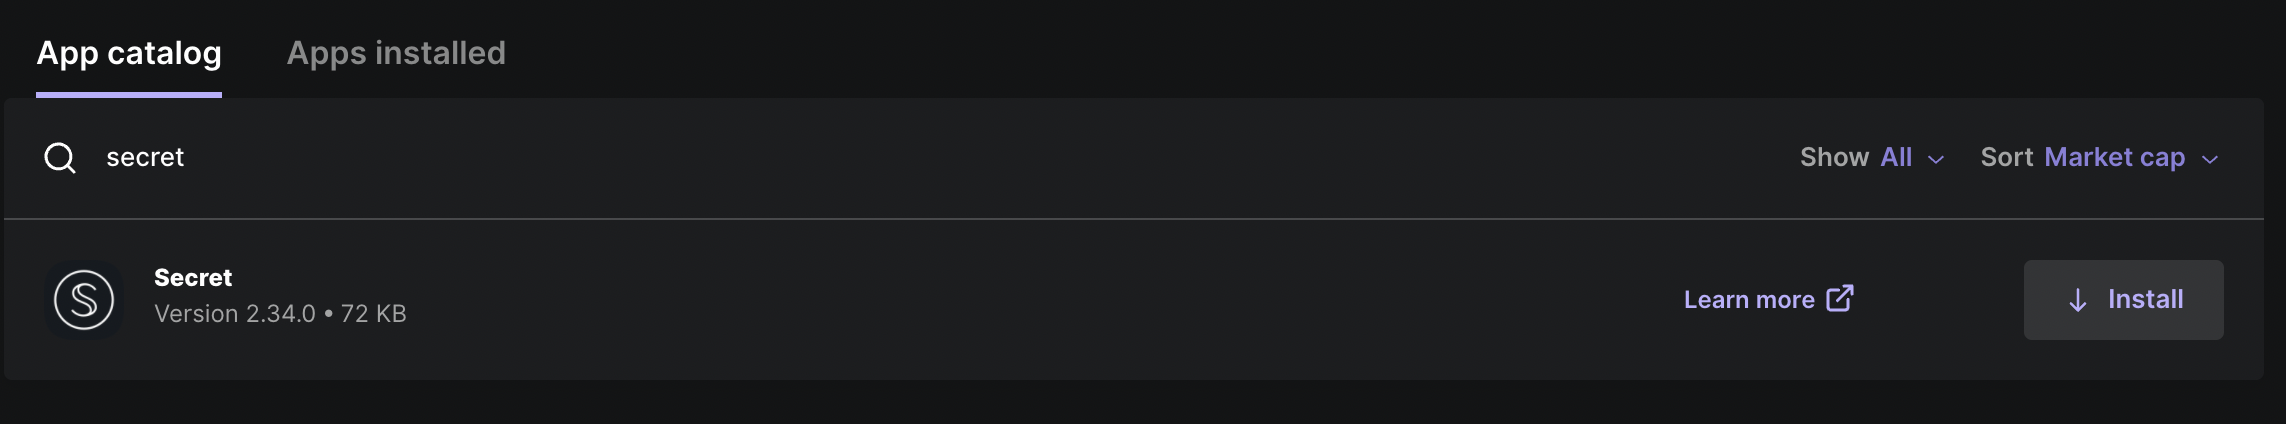 App catalog Apps installed
secret Show All Sort Market cap
Secret
Version 2.34.0 • 72 KB
Learn more Install